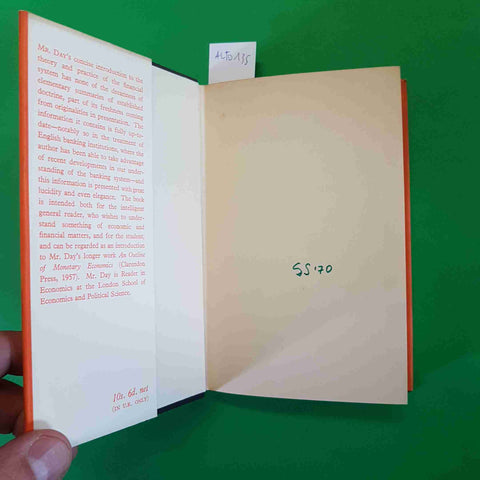 MR. DAY'S concise introduction to the
theory and practice of the financial
system has none of the deadness of
elementary summaries of established
doctrine, part of its freshness coming
from originalities in presentation. The
information it contains is fully up-to-
date—notably so in the treatment of
English banking institutions, where the
author has been able to take advantage
of recent developments in our under-
standing of the banking system—and
this information is presented with great
lucidity and even elegance. The book
is intended both for the intelligent
general reader, who wishes to under-
stand something of economic and
financial matters, and for the student,
and can be regarded as an introduction
to Mr. Day's longer work An Outline
of Monetary Economics (Clarendon
Press, 1957). Mr. Day is Reader in
Economics at the London School of
Economics and Political Science.
10s. 6d. net
(IN U.K. ONLY)
ALTO135
SS·70